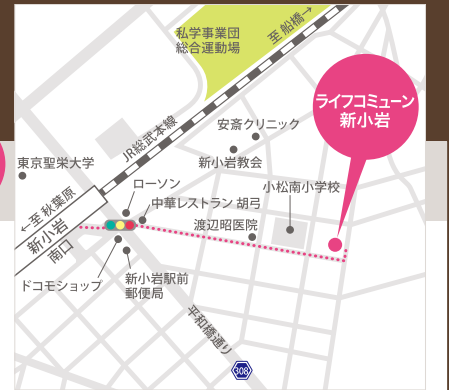 私学事業団
総合運動場
至 船橋→
ライフコミューン
新小岩
JR総武本線
安斎クリニック
新小岩教会
東京聖栄大学
ローソン
小松南小学校
←至 秋葉原
中華レストラン 胡弓
渡辺昭医院
新小岩
南口
ドコモショップ
新小岩駅前
郵便局
平和橋通り
308